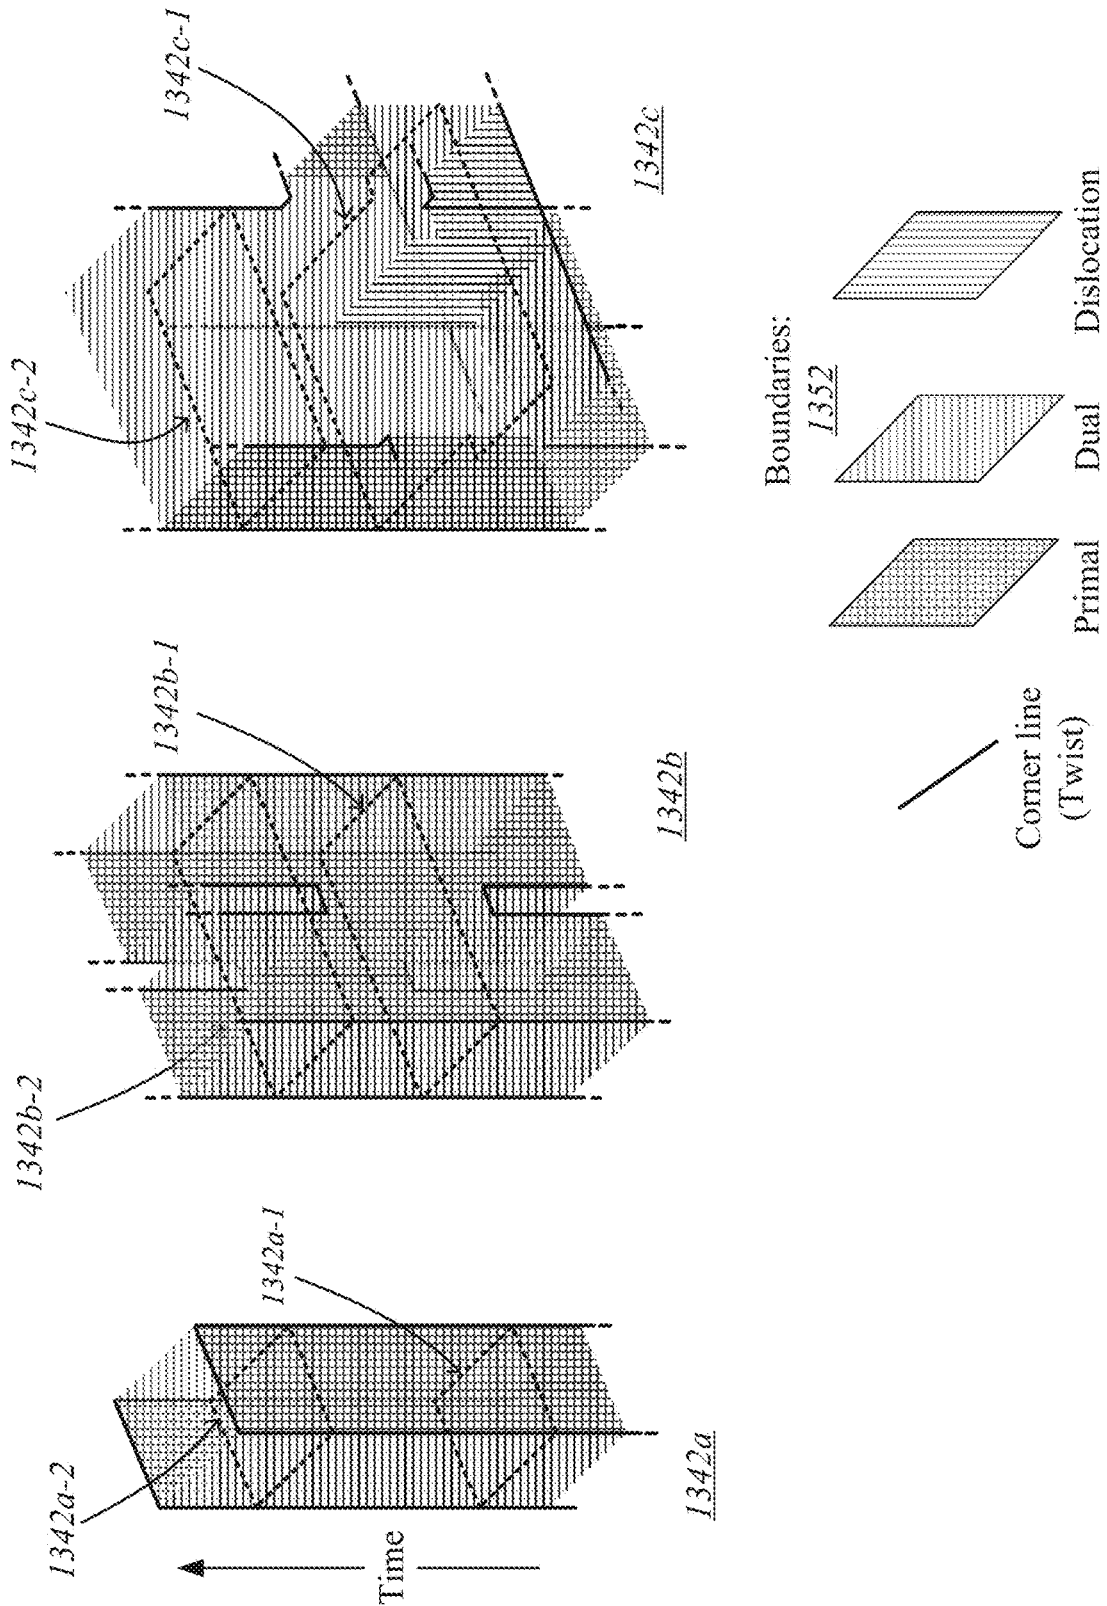 1342a-2
1342a-1
Time
1342a
1342b-2
1342b-1
1342b
1342c-2
1342c-1
1342c
Corner line
(Twist)
Boundaries:
1352
Primal
Dual
Dislocation